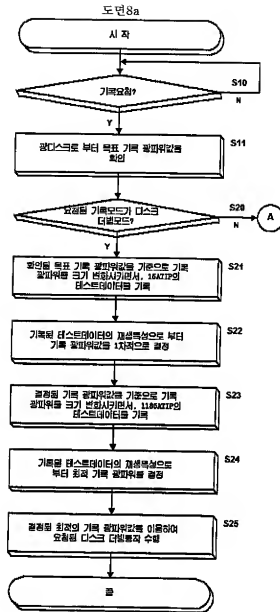 도면8a
시 작
S10
기록요청?
N
Y
S11
광디스크로 부터 목표 기록 광파워값을
확인
S20
요청된 기록모드가 디스크
더빙모드?
N
A
Y
S21
확인된 목표 기록 광파워값을 기준으로 기록
광파워를 크기 변화시키면서, 15ATIP의
테스트데이터를 기록
S22
기록된 테스트데이터의 재생특성으로 부터
기록 광파워값을 1차적으로 결정
S23
결정된 기록 광파워값을 기준으로 기록
광파워를 크기 변화시키면서, 1185ATIP의
테스트데이터를 기록
S24
기록된 테스트데이터의 재생특성으로
부터 최적 기록 광파워를 결정
S25
결정된 최적의 기록 광파워값을 이용하여
요청된 디스크 더빙동작 수행
끝